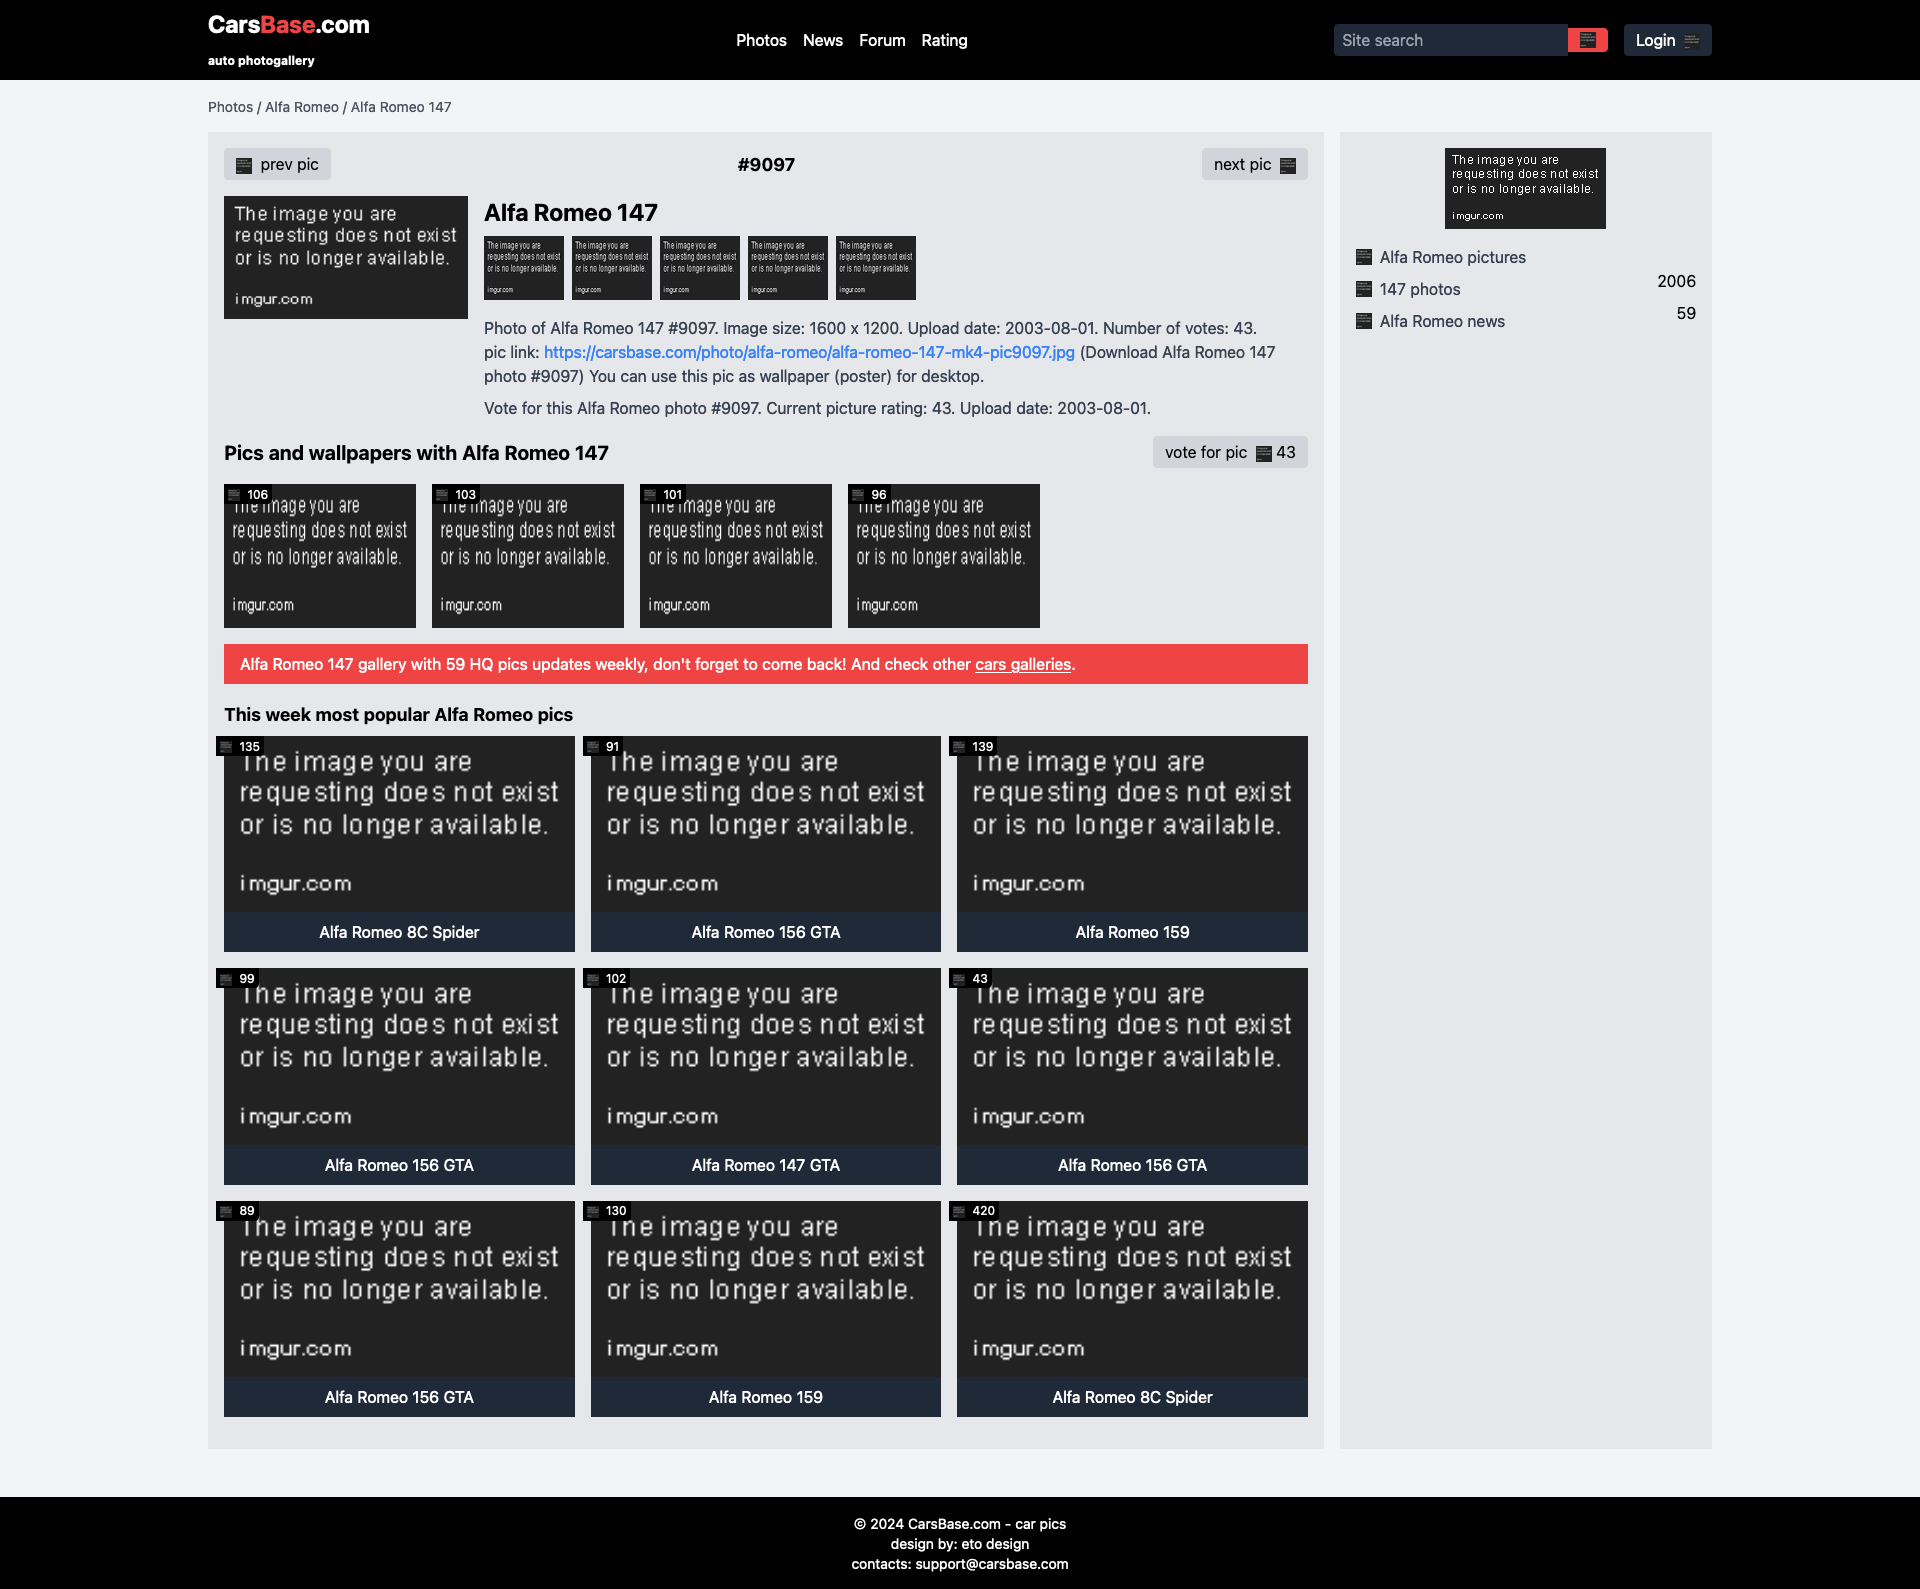 CarsBase.com
auto photogallery
Photos News Forum Rating
Site search
Login
Photos / Alfa Romeo / Alfa Romeo 147
prev pic
#9097
next pic
The image you are
requesting does not exist
or is no longer available.
imgur.com
Alfa Romeo 147
The image you are
requesting does not exist
or is no longer available.
imgur.com
The image you are
requesting does not exist
or is no longer available.
imgur.com
The image you are
requesting does not exist
or is no longer available.
imgur.com
The image you are
requesting does not exist
or is no longer available.
imgur.com
The image you are
requesting does not exist
or is no longer available.
imgur.com
Photo of Alfa Romeo 147 #9097. Image size: 1600 x 1200. Upload date: 2003-08-01. Number of votes: 43.
pic link: https://carsbase.com/photo/alfa-romeo/alfa-romeo-147-mk4-pic9097.jpg (Download Alfa Romeo 147
photo #9097) You can use this pic as wallpaper (poster) for desktop.
Vote for this Alfa Romeo photo #9097. Current picture rating: 43. Upload date: 2003-08-01.
Pics and wallpapers with Alfa Romeo 147
vote for pic 43
106
The image you are
requesting does not exist
or is no longer available.
imgur.com
103
The image you are
requesting does not exist
or is no longer available.
imgur.com
101
The image you are
requesting does not exist
or is no longer available.
imgur.com
96
The image you are
requesting does not exist
or is no longer available.
imgur.com
Alfa Romeo 147 gallery with 59 HQ pics updates weekly, don't forget to come back! And check other cars galleries.
This week most popular Alfa Romeo pics
135
The image you are
requesting does not exist
or is no longer available.
imgur.com
Alfa Romeo 8C Spider
91
The image you are
requesting does not exist
or is no longer available.
imgur.com
Alfa Romeo 156 GTA
139
The image you are
requesting does not exist
or is no longer available.
imgur.com
Alfa Romeo 159
99
The image you are
requesting does not exist
or is no longer available.
imgur.com
Alfa Romeo 156 GTA
102
The image you are
requesting does not exist
or is no longer available.
imgur.com
Alfa Romeo 147 GTA
43
The image you are
requesting does not exist
or is no longer available.
imgur.com
Alfa Romeo 156 GTA
89
The image you are
requesting does not exist
or is no longer available.
imgur.com
Alfa Romeo 156 GTA
130
The image you are
requesting does not exist
or is no longer available.
imgur.com
Alfa Romeo 159
420
The image you are
requesting does not exist
or is no longer available.
imgur.com
Alfa Romeo 8C Spider
The image you are
requesting does not exist
or is no longer available.
imgur.com
Alfa Romeo pictures
2006
147 photos
59
Alfa Romeo news
© 2024 CarsBase.com - car pics
design by: eto design
contacts: support@carsbase.com